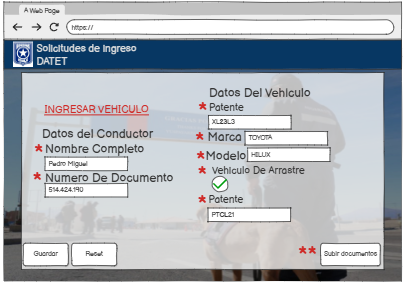 A Web Page
https://
Solicitudes de Ingreso
DATET
INGRESAR VEHICULO
Datos del Conductor
* Nombre Completo
Pedro Miguel
* Numero De Documento
514.424.190
Datos Del Vehiculo
* Patente
XL23L3
* Marca TOYOTA
* Modelo HILUX
* Vehiculo De Arrastre
* Patente
PTCL21
Guardar
Reset
** Subir documentos